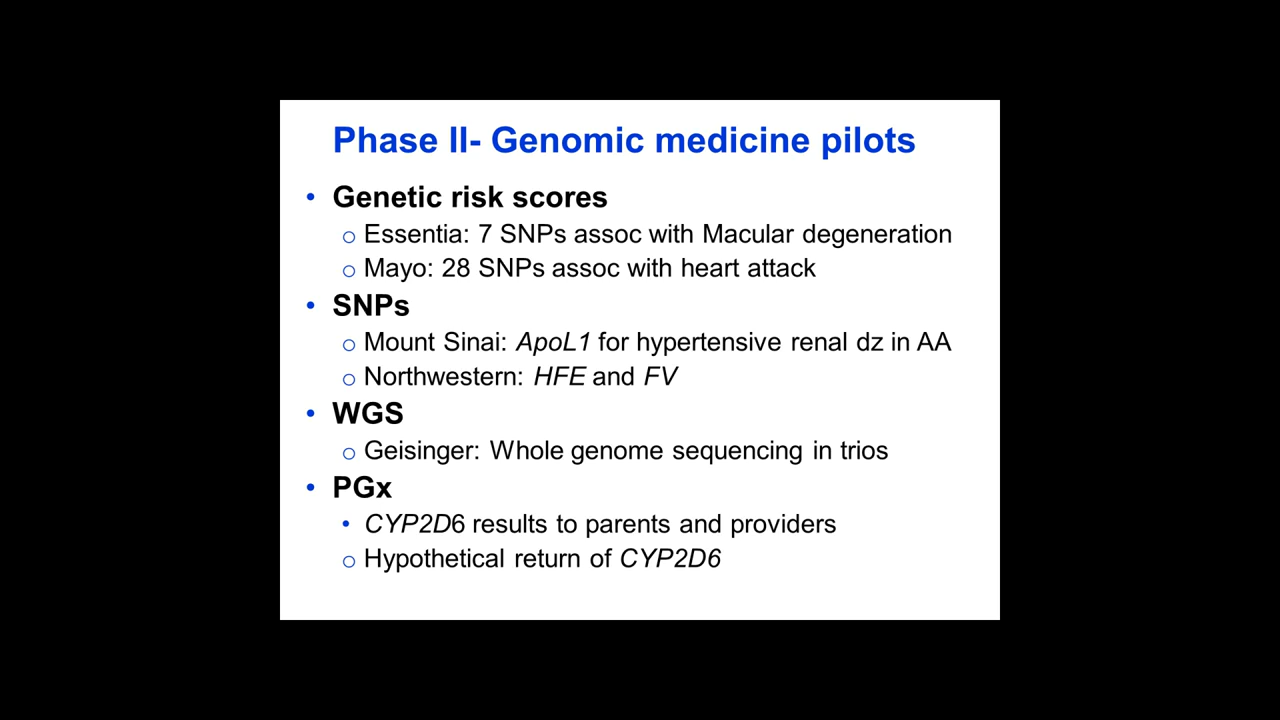 Phase II- Genomic medicine pilots
• Genetic risk scores
o Essentia: 7 SNPs assoc with Macular degeneration
o Mayo: 28 SNPs assoc with heart attack
• SNPs
o Mount Sinai: ApoL1 for hypertensive renal dz in AA
o Northwestern: HFE and FV
• WGS
o Geisinger: Whole genome sequencing in trios
• PGx
• CYP2D6 results to parents and providers
o Hypothetical return of CYP2D6